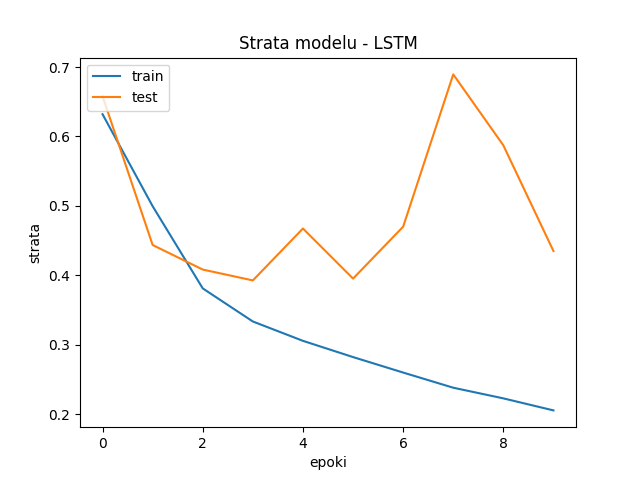 Strata modelu - LSTM
train
test
0.7
0.6
0.5
0.4
0.3
0.2
strata
0 2 4 6 8
epoki